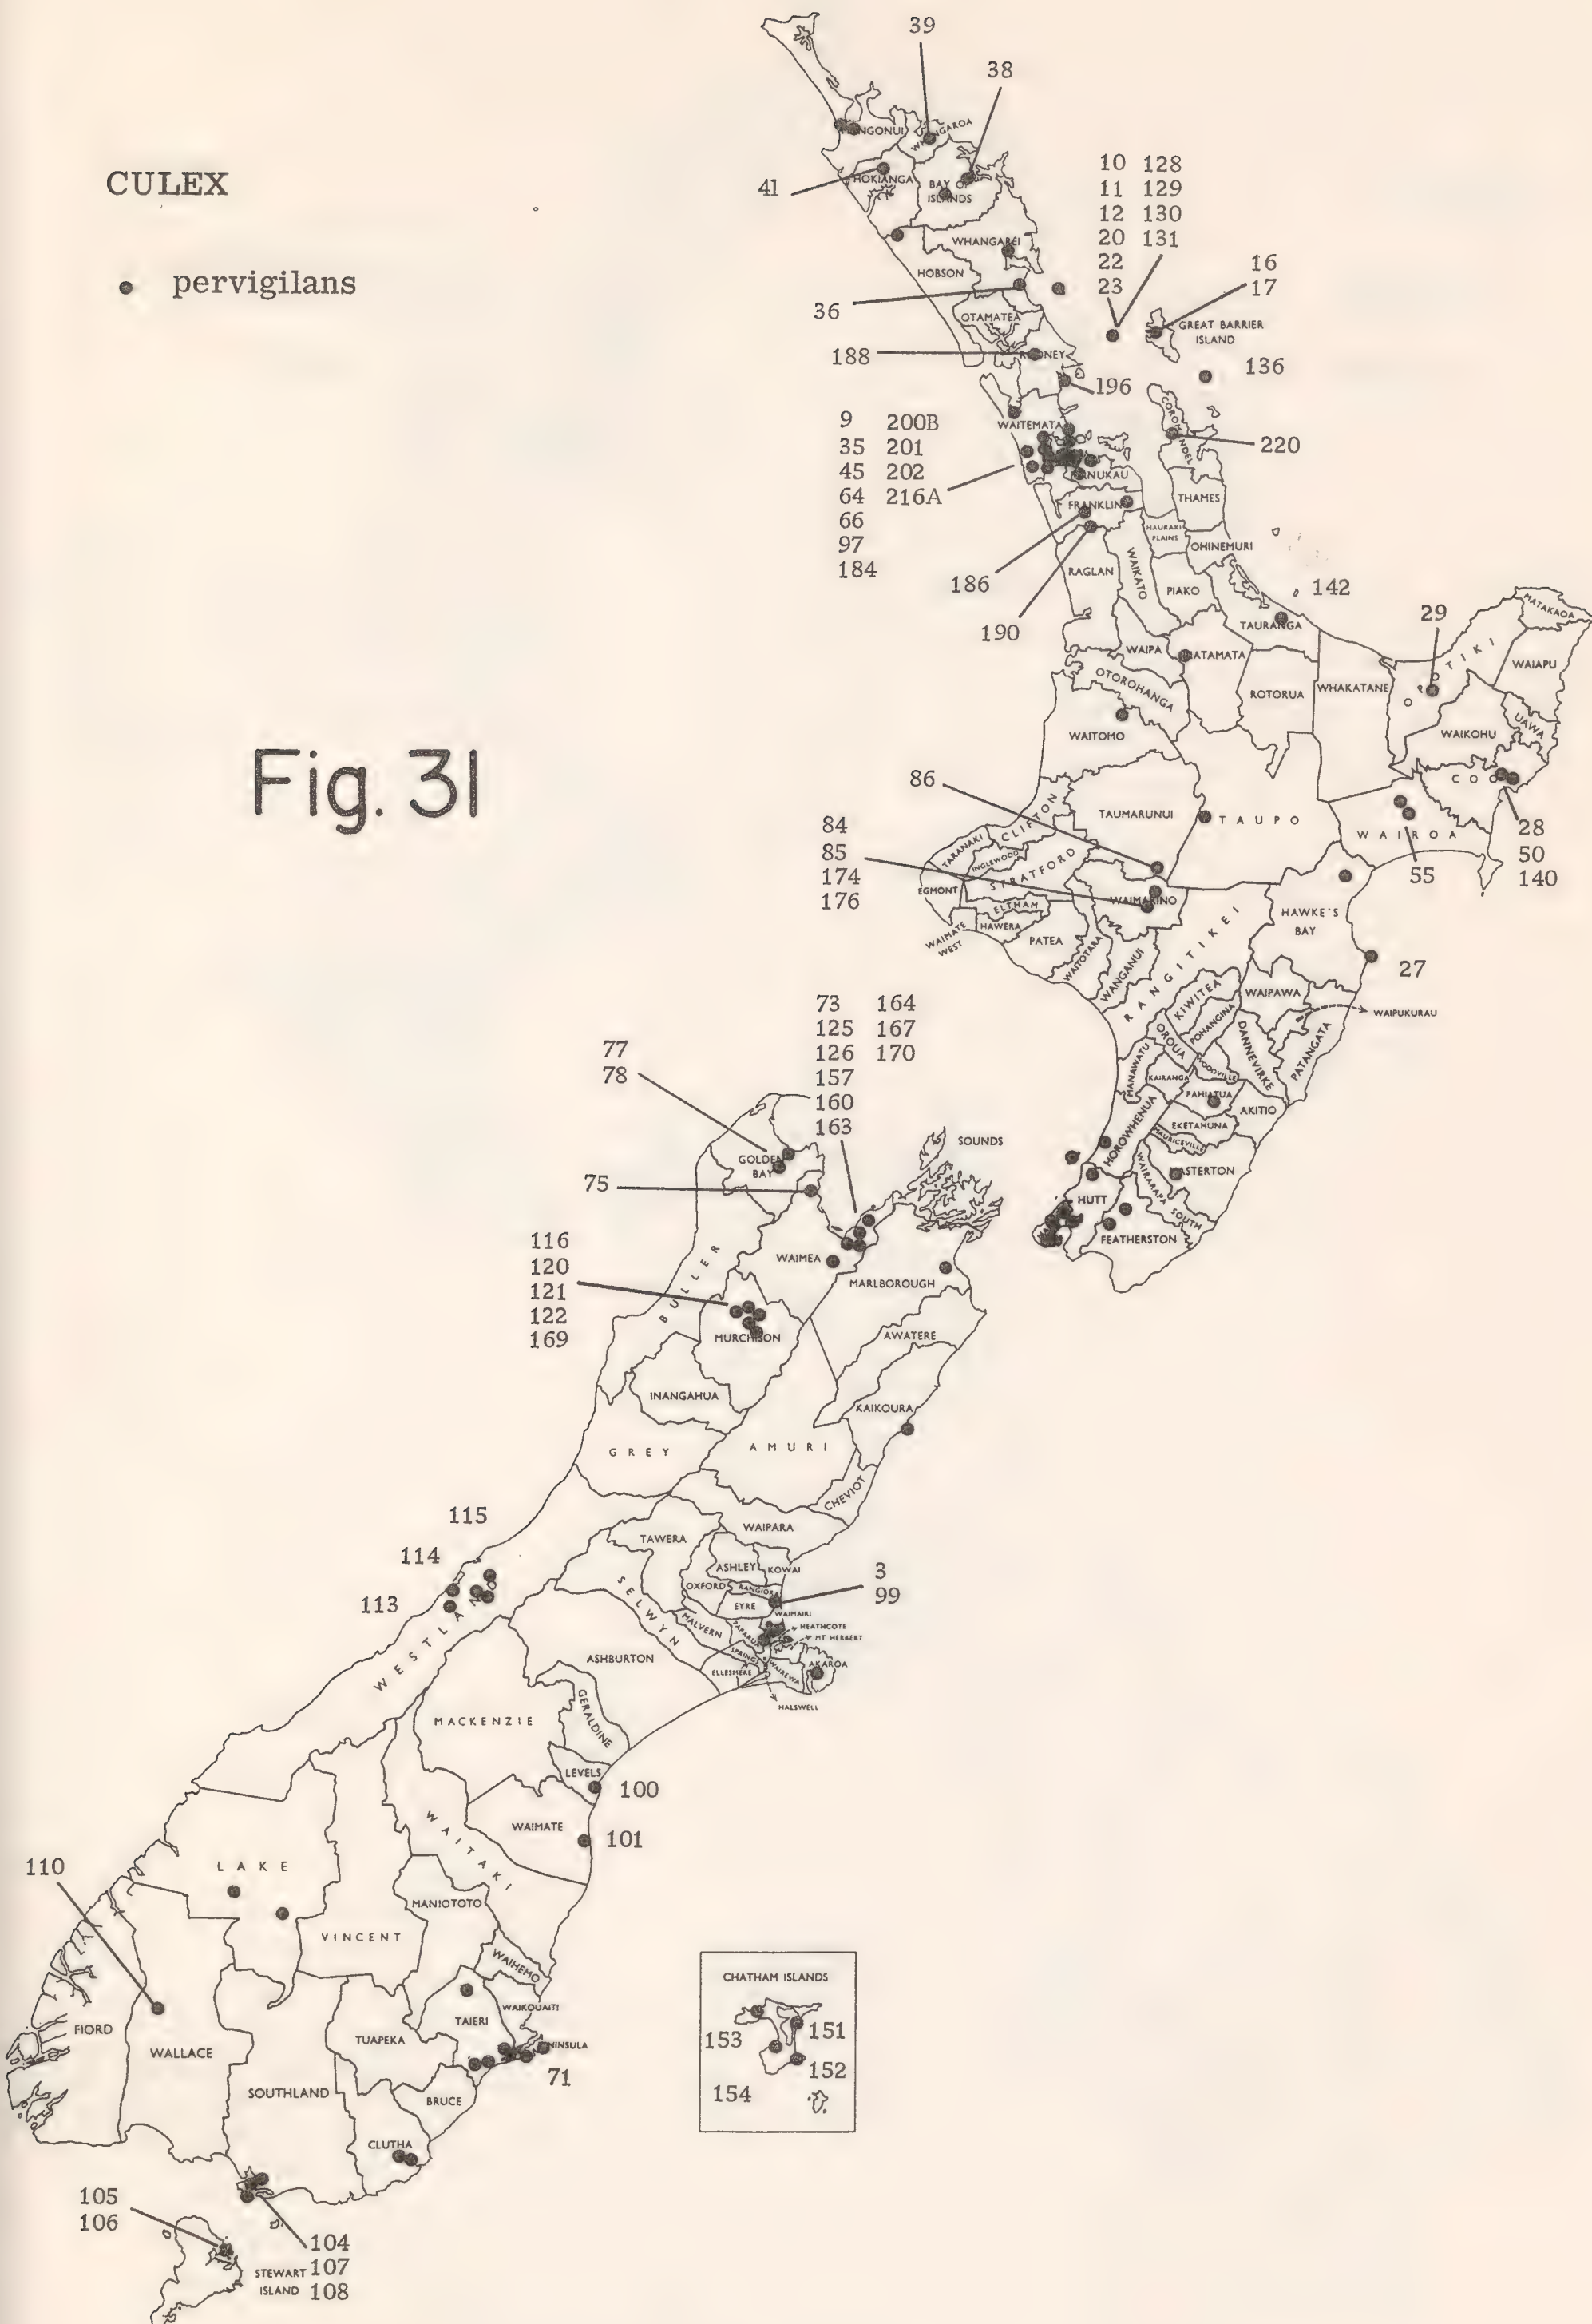 CULEX
● pervigilans
Fig. 31
39
38
WHANGAROA
HOKIANGA
41
BAY OF
ISLANDS
10 128
11 129
12 130
20 131
22
23
16
17
WHANGAREI
HOBSON
36
OTAMATEA
GREAT BARRIER
ISLAND
188
RODNEY
136
196
COROMANDEL
WAITEMATA
220
9 200B
35 201
45 202
64 216A
66
97
184
MANUKAU
FRANKLIN
THAMES
HAURAKI
PLAINS
OHINEMURI
186
190
RAGLAN
WAIKATO
PIAKO
142
TAURANGA
29
MATAKAOA
OPOTIKI
WAIAPU
WAIPA
MATAMATA
OTOROHANGA
ROTORUA
WHAKATANE
WAIKOHU
UAWA
WAITOMO
COOK
86
CLIFTON
TAUMARUNUI
TAUPO
WAIROA
28
50
140
55
84
85
174
176
TARANAKI
INGLEWOOD
STRATFORD
EGMONT
ELTHAM
HAWERA
WAIMATE
WEST
PATEA
WAIMARINO
WAITOTARA
WANGANUI
RANGITIKEI
HAWKE'S
BAY
27
KIWITEA
POHANGINA
OROUA
WAIPAWA
WAIPUKURAU
DANNEVIRKE
PATANGATA
MANAWATU
KAIRANGA
WOODVILLE
PAHIATUA
AKITIO
HOROWHENUA
EKETAHUNA
MAURICEVILLE
MASTERTON
WAIRARAPA SOUTH
HUTT
FEATHERSTON
73 164
125 167
126 170
157
160
163
77
78
SOUNDS
GOLDEN
BAY
75
WAIMEA
MARLBOROUGH
116
120
121
122
169
BULLER
MURCHISON
AWATERE
INANGAHUA
KAIKOURA
GREY
AMURI
CHEVIOT
115
114
113
WESTLAND
TAWERA
WAIPARA
ASHLEY
KOWAI
3
99
OXFORD
RANGIORA
EYRE
WAIMAIRI
HEATHCOTE
MT HERBERT
SELWYN
MALVERN
PAPARUA
SPRINGS
WAIREWA
AKAROA
ELLESMERE
HALSWELL
ASHBURTON
MACKENZIE
GERALDINE
LEVELS
100
WAIMATE
101
WAITAKI
110
LAKE
MANIOTOTO
VINCENT
WAIHEMO
WAIKOUAITI
TAIERI
FIORD
WALLACE
TUAPEKA
PENINSULA
71
SOUTHLAND
BRUCE
CLUTHA
105
106
104
107
108
STEWART
ISLAND
CHATHAM ISLANDS
153
151
152
154